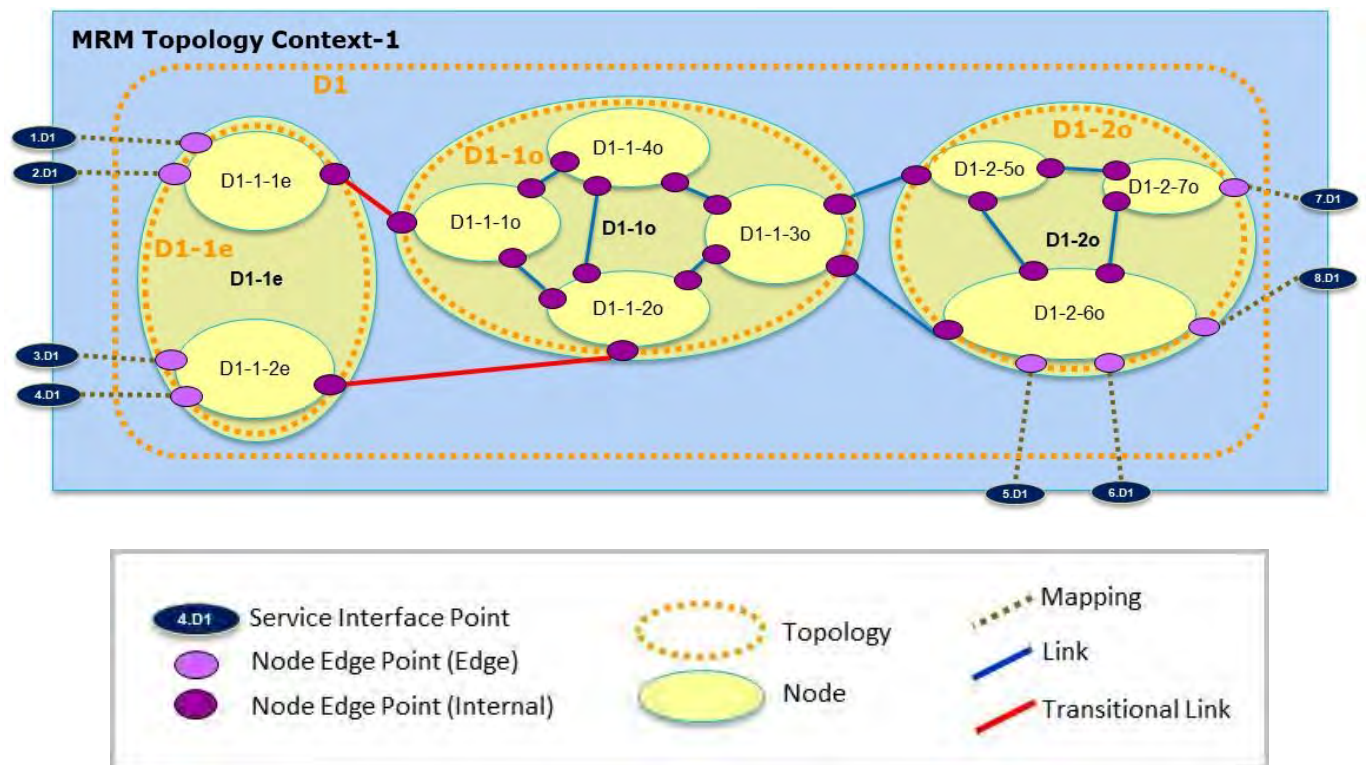 MRM Topology Context-1
D1
1.D1
2.D1
D1-1-1e
D1-1e
D1-1e
3.D1
4.D1
D1-1-2e
D1-1o
D1-1-4o
D1-1-1o
D1-1o
D1-1-3o
D1-1-2o
D1-2o
D1-2-5o
D1-2-7o
D1-2o
D1-2-6o
7.D1
8.D1
5.D1
6.D1
4.D1
Service Interface Point
Node Edge Point (Edge)
Node Edge Point (Internal)
Topology
Node
Mapping
Link
Transitional Link